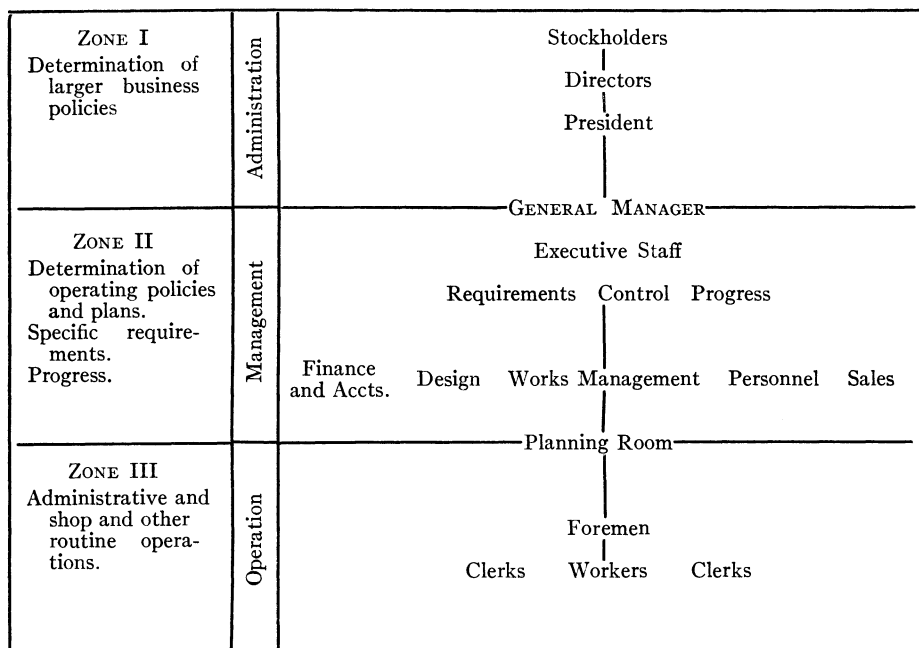 ZONE I
Determination of
larger business
policies
Administration
Stockholders
Directors
President
GENERAL MANAGER
ZONE II
Determination of
operating policies
and plans.
Specific require-
ments.
Progress.
Management
Executive Staff
Requirements Control Progress
Finance
and Accts. Design Works Management Personnel Sales
Planning Room
ZONE III
Administrative and
shop and other
routine opera-
tions.
Operation
Foremen
Clerks Workers Clerks